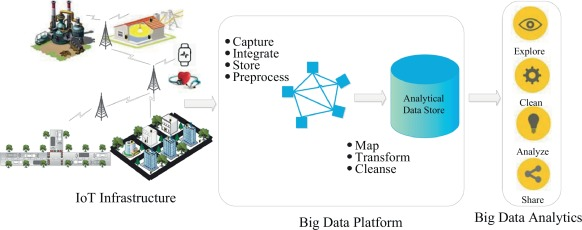 • Capture
• Integrate
• Store
• Preprocess
Analytical
Data Store
• Map
• Transform
• Cleanse
Explore
Clean
Analyze
Share
IoT Infrastructure
Big Data Platform
Big Data Analytics